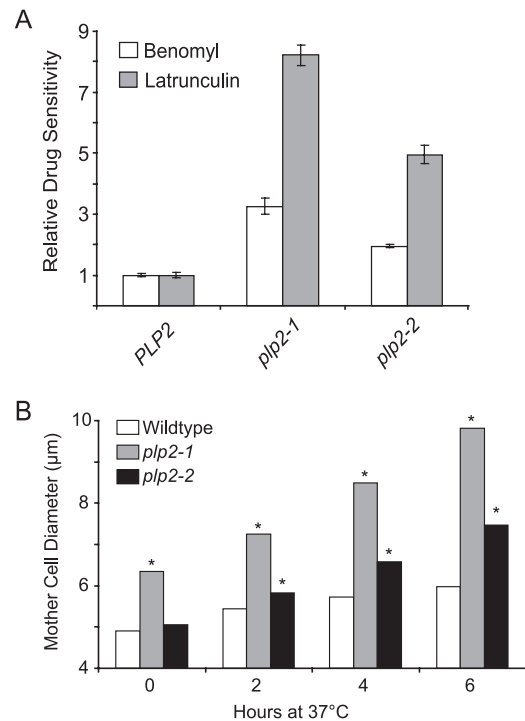 A
Benomyl
Latrunculin
Relative Drug Sensitivity
9
7
5
3
1
PLP2
plp2-1
plp2-2
B
Wildtype
plp2-1
plp2-2
Mother Cell Diameter (µm)
10
8
6
4
* * * * * * *
0 2 4 6
Hours at 37°C